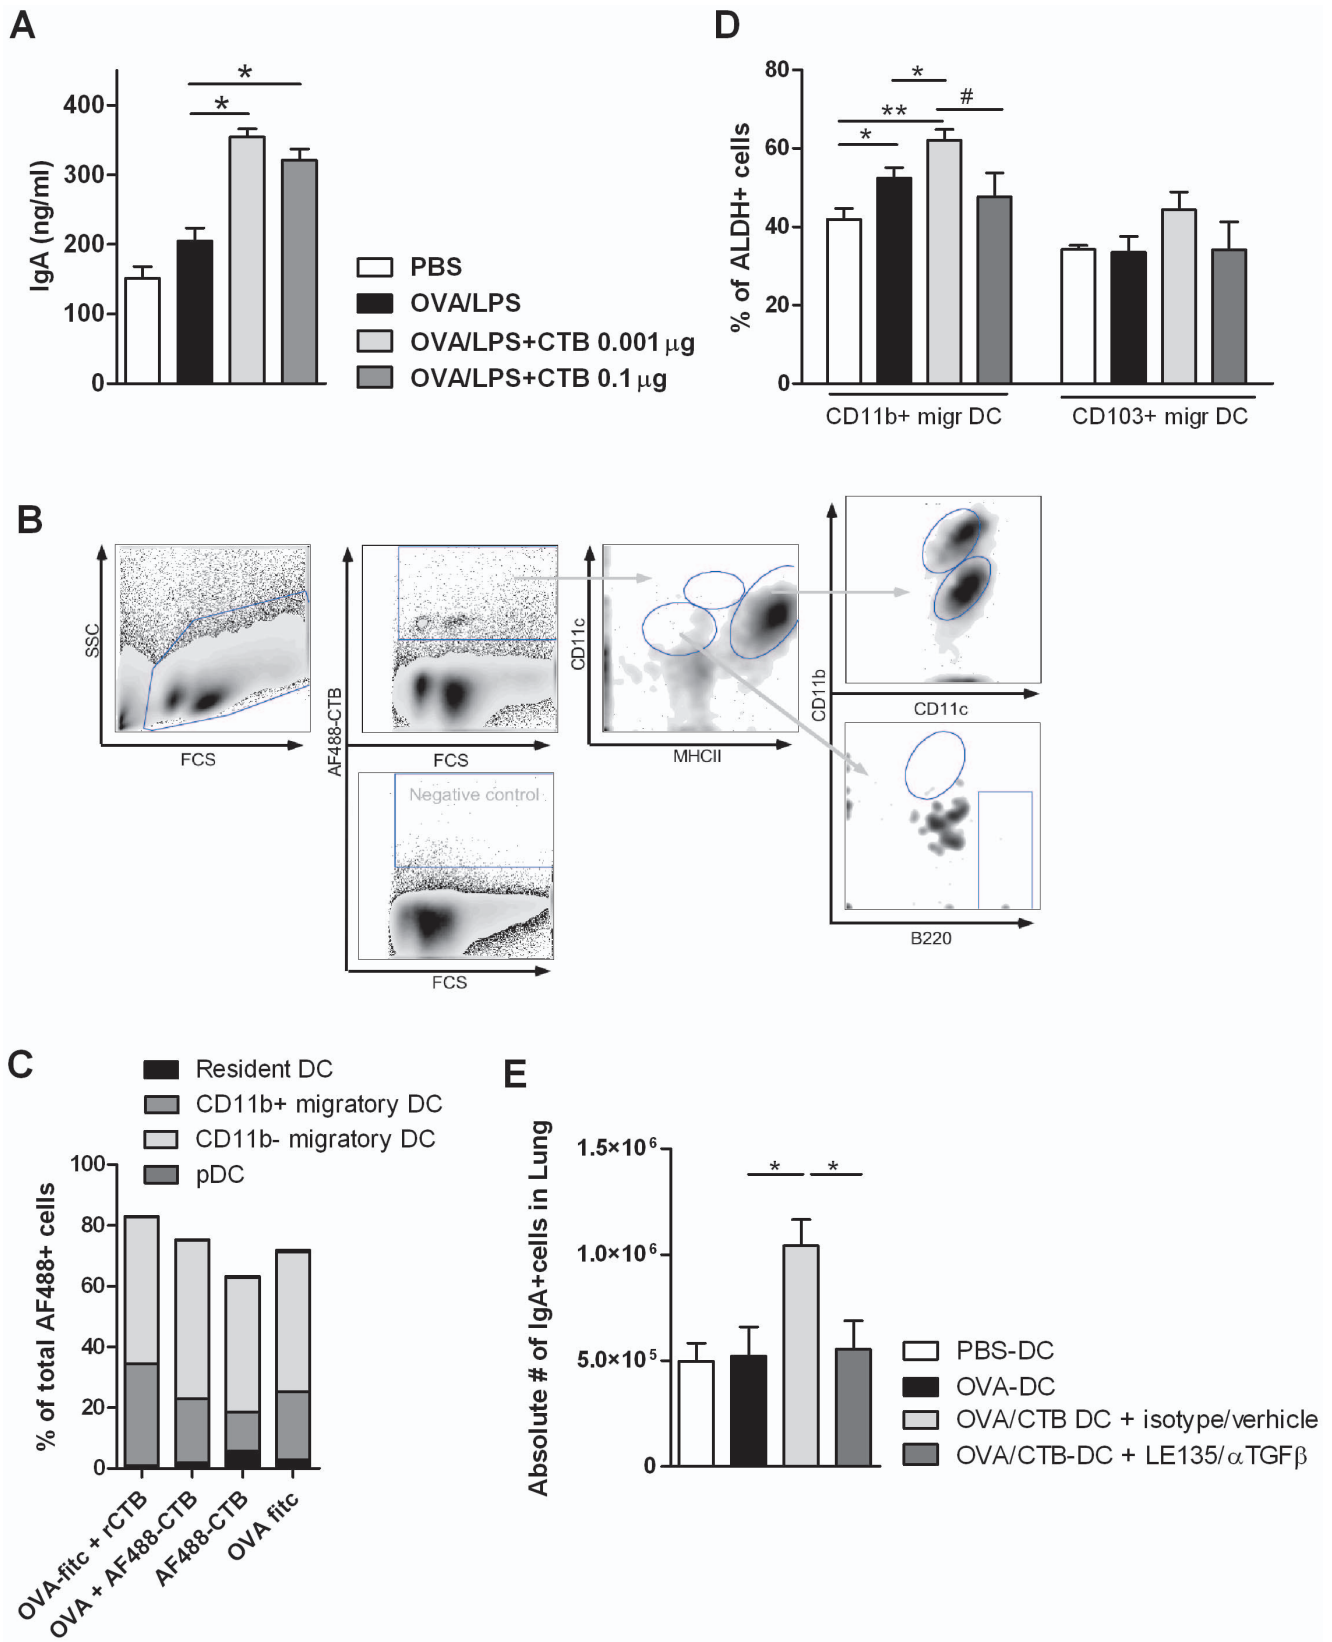 A
IgA (ng/ml)
400
300
200
100
0
*
*
PBS
OVA/LPS
OVA/LPS+CTB 0.001 μg
OVA/LPS+CTB 0.1 μg
D
% of ALDH+ cells
80
60
40
20
0
*
**
*
#
CD11b+ migr DC
CD103+ migr DC
B
SSC
FCS
AF488-CTB
FCS
Negative control
FCS
CD11c
MHCII
CD11b
CD11c
B220
C
Resident DC
CD11b+ migratory DC
CD11b- migratory DC
pDC
% of total AF488+ cells
100
80
60
40
20
0
OVA-fitc + rCTB
OVA + AF488-CTB
AF488-CTB
OVA fitc
E
Absolute # of IgA+cells in Lung
1.5×10⁶
1.0×10⁶
5.0×10⁵
0
*
*
PBS-DC
OVA-DC
OVA/CTB DC + isotype/verhicle
OVA/CTB-DC + LE135/αTGFβ